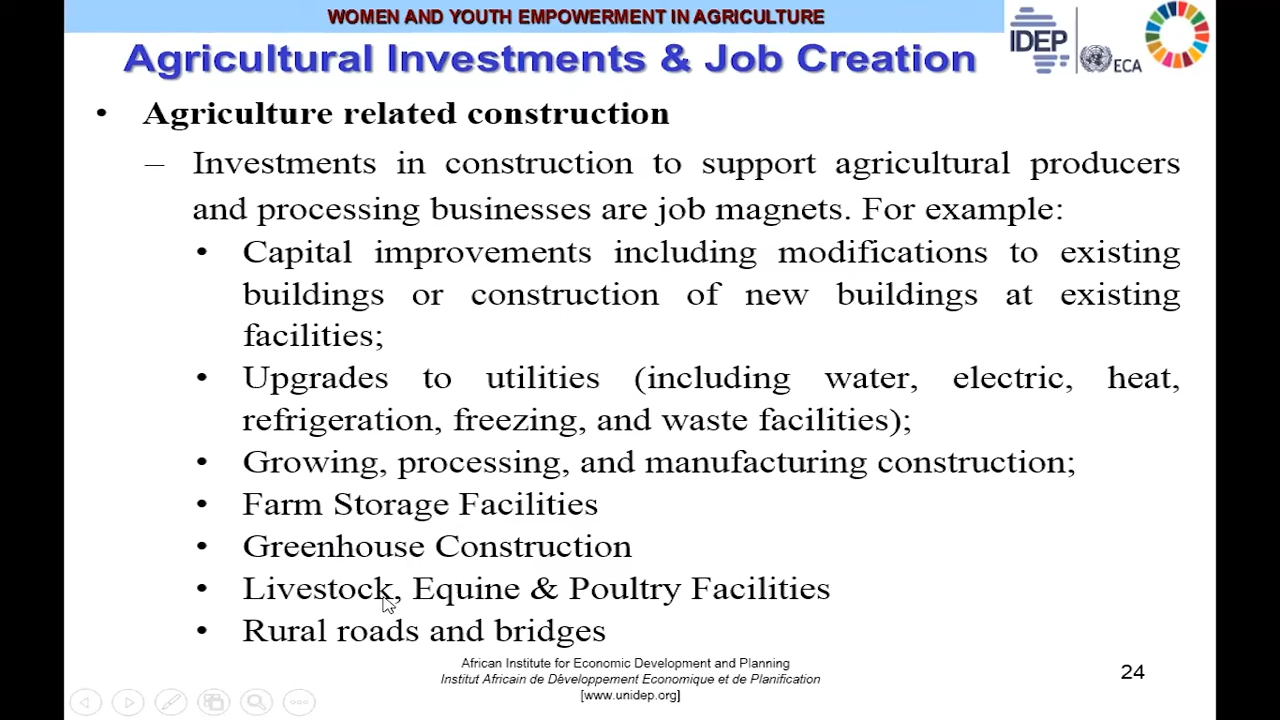 WOMEN AND YOUTH EMPOWERMENT IN AGRICULTURE
Agricultural Investments & Job Creation
IDEP
ECA
• Agriculture related construction
– Investments in construction to support agricultural producers
and processing businesses are job magnets. For example:
• Capital improvements including modifications to existing
buildings or construction of new buildings at existing
facilities;
• Upgrades to utilities (including water, electric, heat,
refrigeration, freezing, and waste facilities);
• Growing, processing, and manufacturing construction;
• Farm Storage Facilities
• Greenhouse Construction
• Livestock, Equine & Poultry Facilities
• Rural roads and bridges
African Institute for Economic Development and Planning
Institut Africain de Développement Economique et de Planification
[www.unidep.org]
24